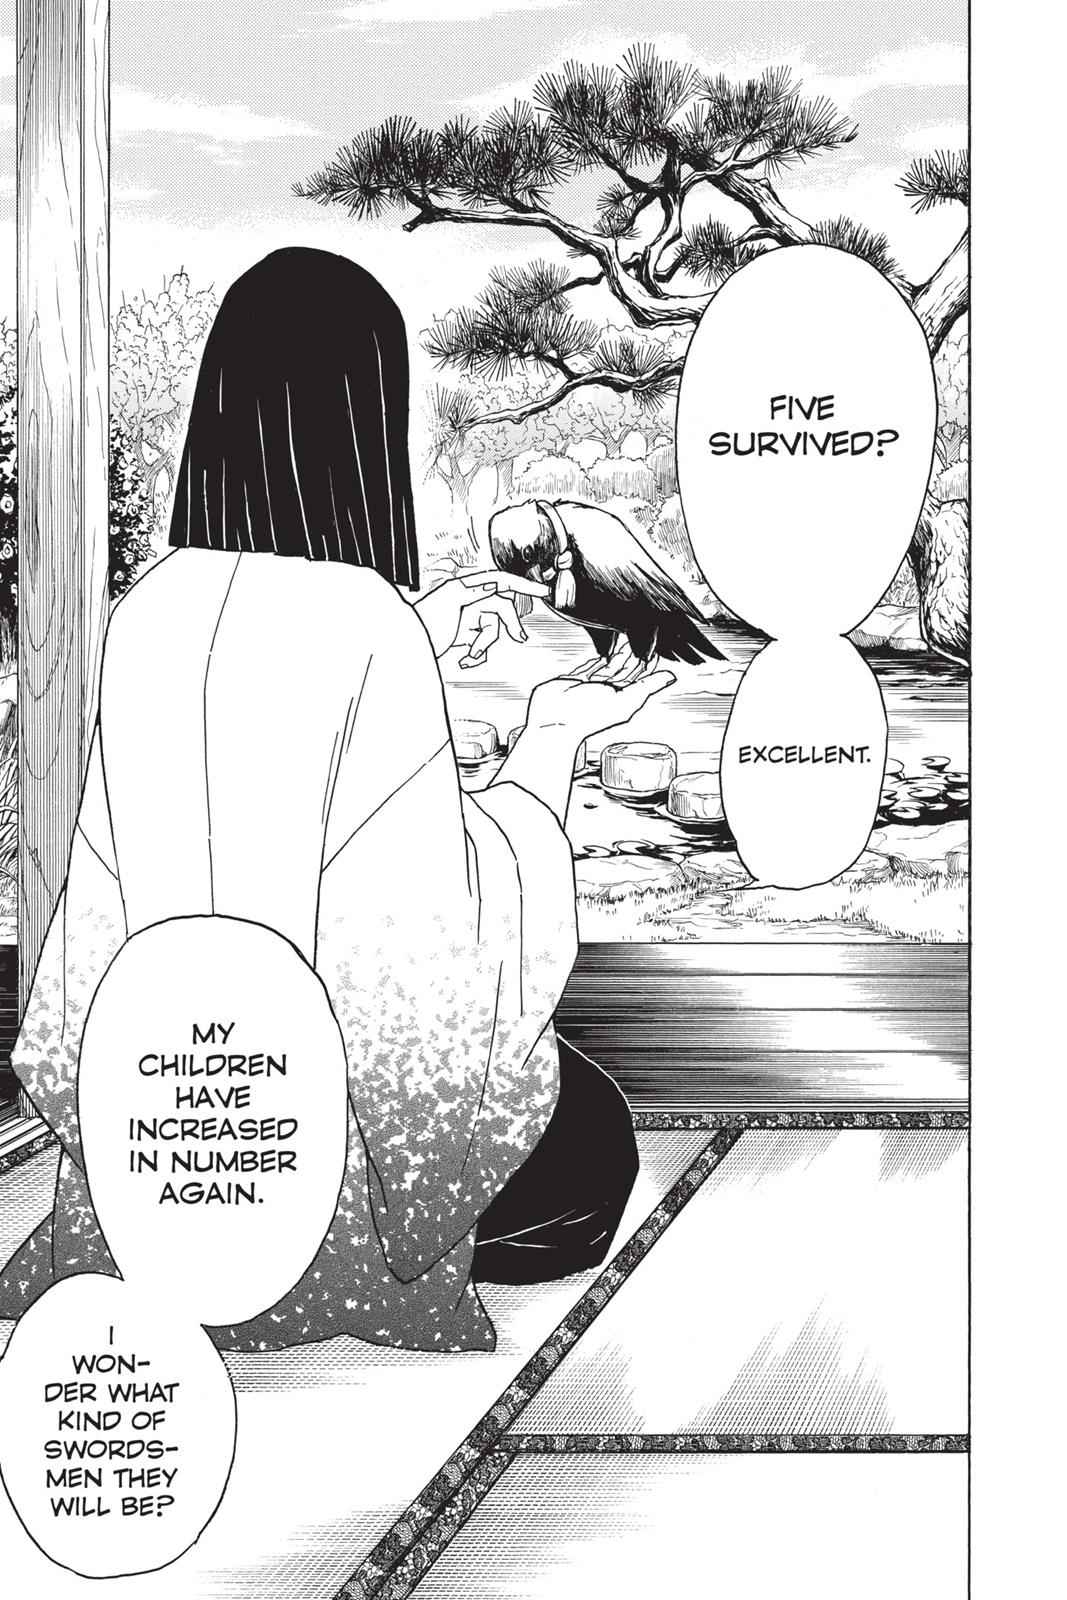 FIVE
SURVIVED?
EXCELLENT.
MY
CHILDREN
HAVE
INCREASED
IN NUMBER
AGAIN.
I
WON-
DER WHAT
KIND OF
SWORDS-
MEN THEY
WILL BE?